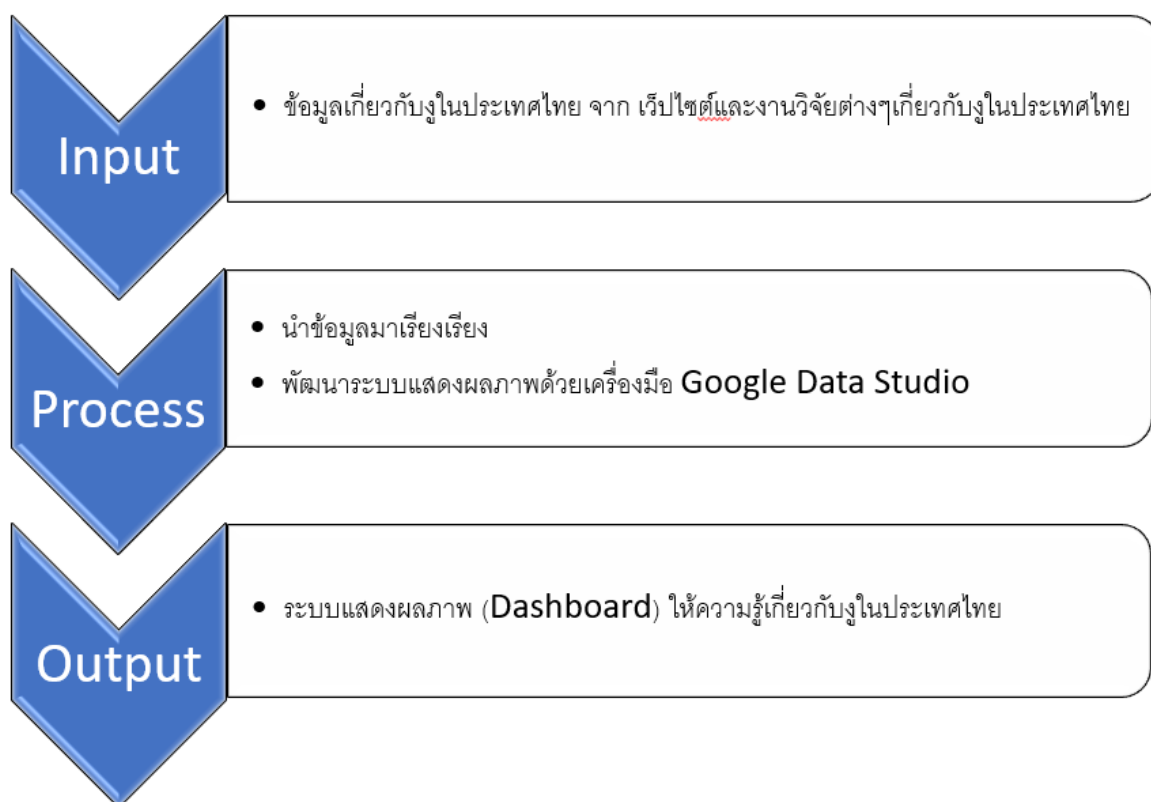 Input
• ข้อมูลเกี่ยวกับงูในประเทศไทย จาก เว็ปไซต์และงานวิจัยต่างๆเกี่ยวกับงูในประเทศไทย
Process
• นำข้อมูลมาเรียงเรียง
• พัฒนาระบบแสดงผลภาพด้วยเครื่องมือ Google Data Studio
Output
• ระบบแสดงผลภาพ (Dashboard) ให้ความรู้เกี่ยวกับงูในประเทศไทย